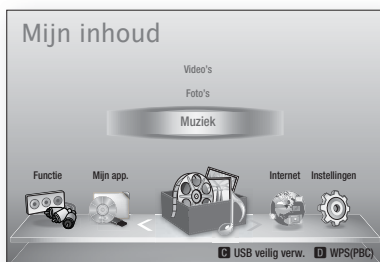 Mijn inhoud
Video's
Foto's
Muziek
Functie Mijn app. Internet Instellingen
C USB veilig verw. D WPS(PBC)